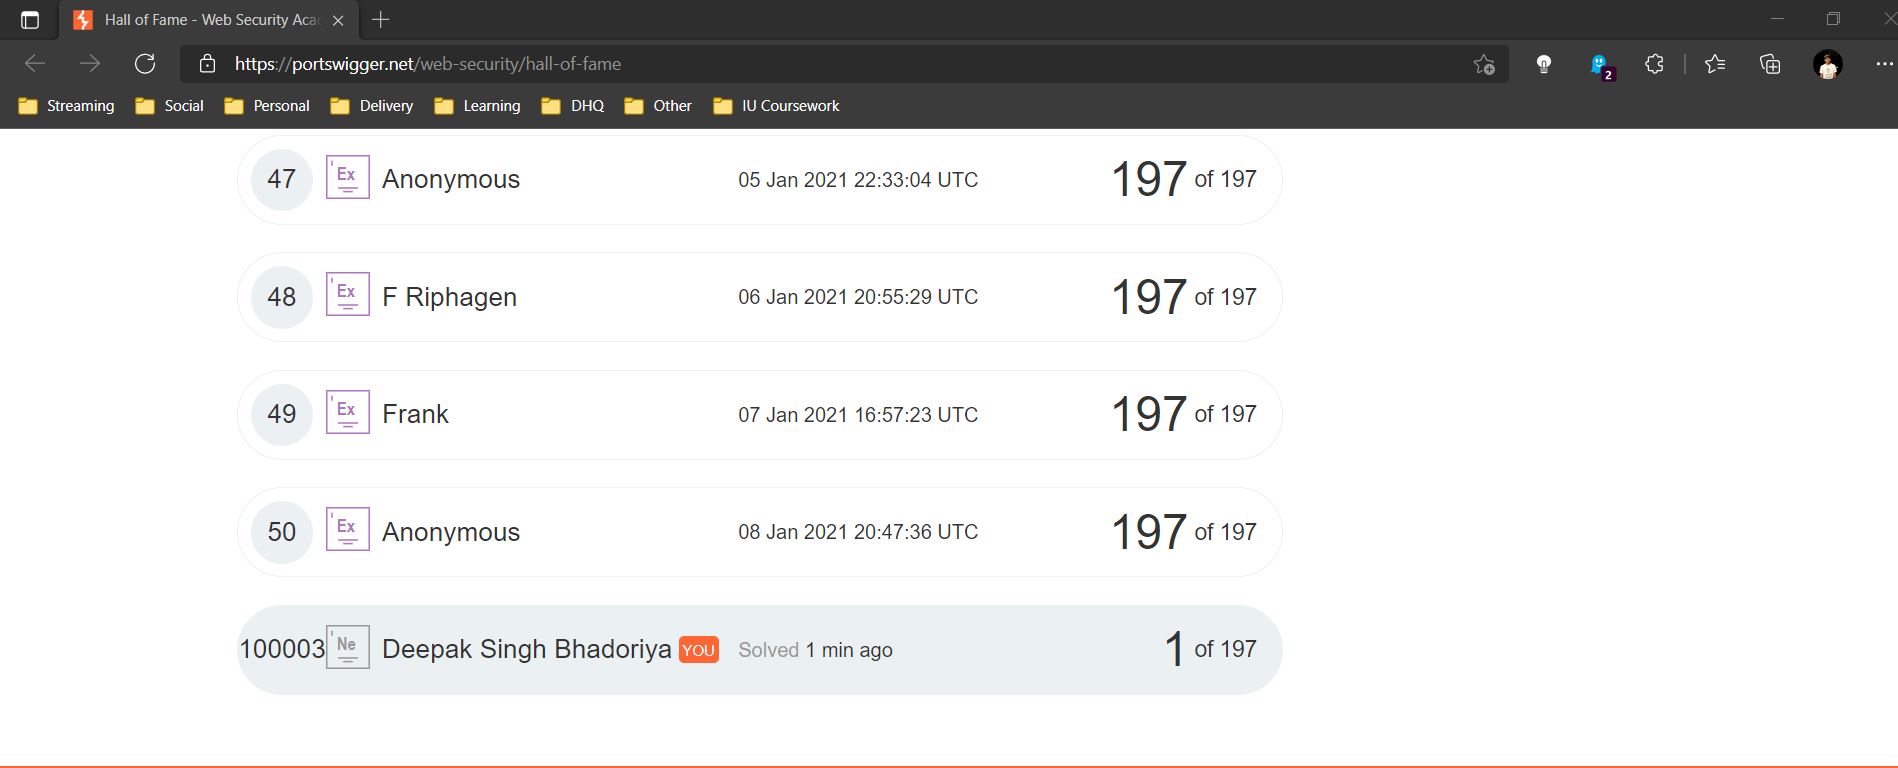 Hall of Fame - Web Security Aca
https://portswigger.net/web-security/hall-of-fame
2
Streaming Social Personal Delivery Learning DHQ Other IU Coursework
47 Ex Anonymous 05 Jan 2021 22:33:04 UTC 197 of 197
48 Ex F Riphagen 06 Jan 2021 20:55:29 UTC 197 of 197
49 Ex Frank 07 Jan 2021 16:57:23 UTC 197 of 197
50 Ex Anonymous 08 Jan 2021 20:47:36 UTC 197 of 197
100003 Ne Deepak Singh Bhadoriya YOU Solved 1 min ago 1 of 197